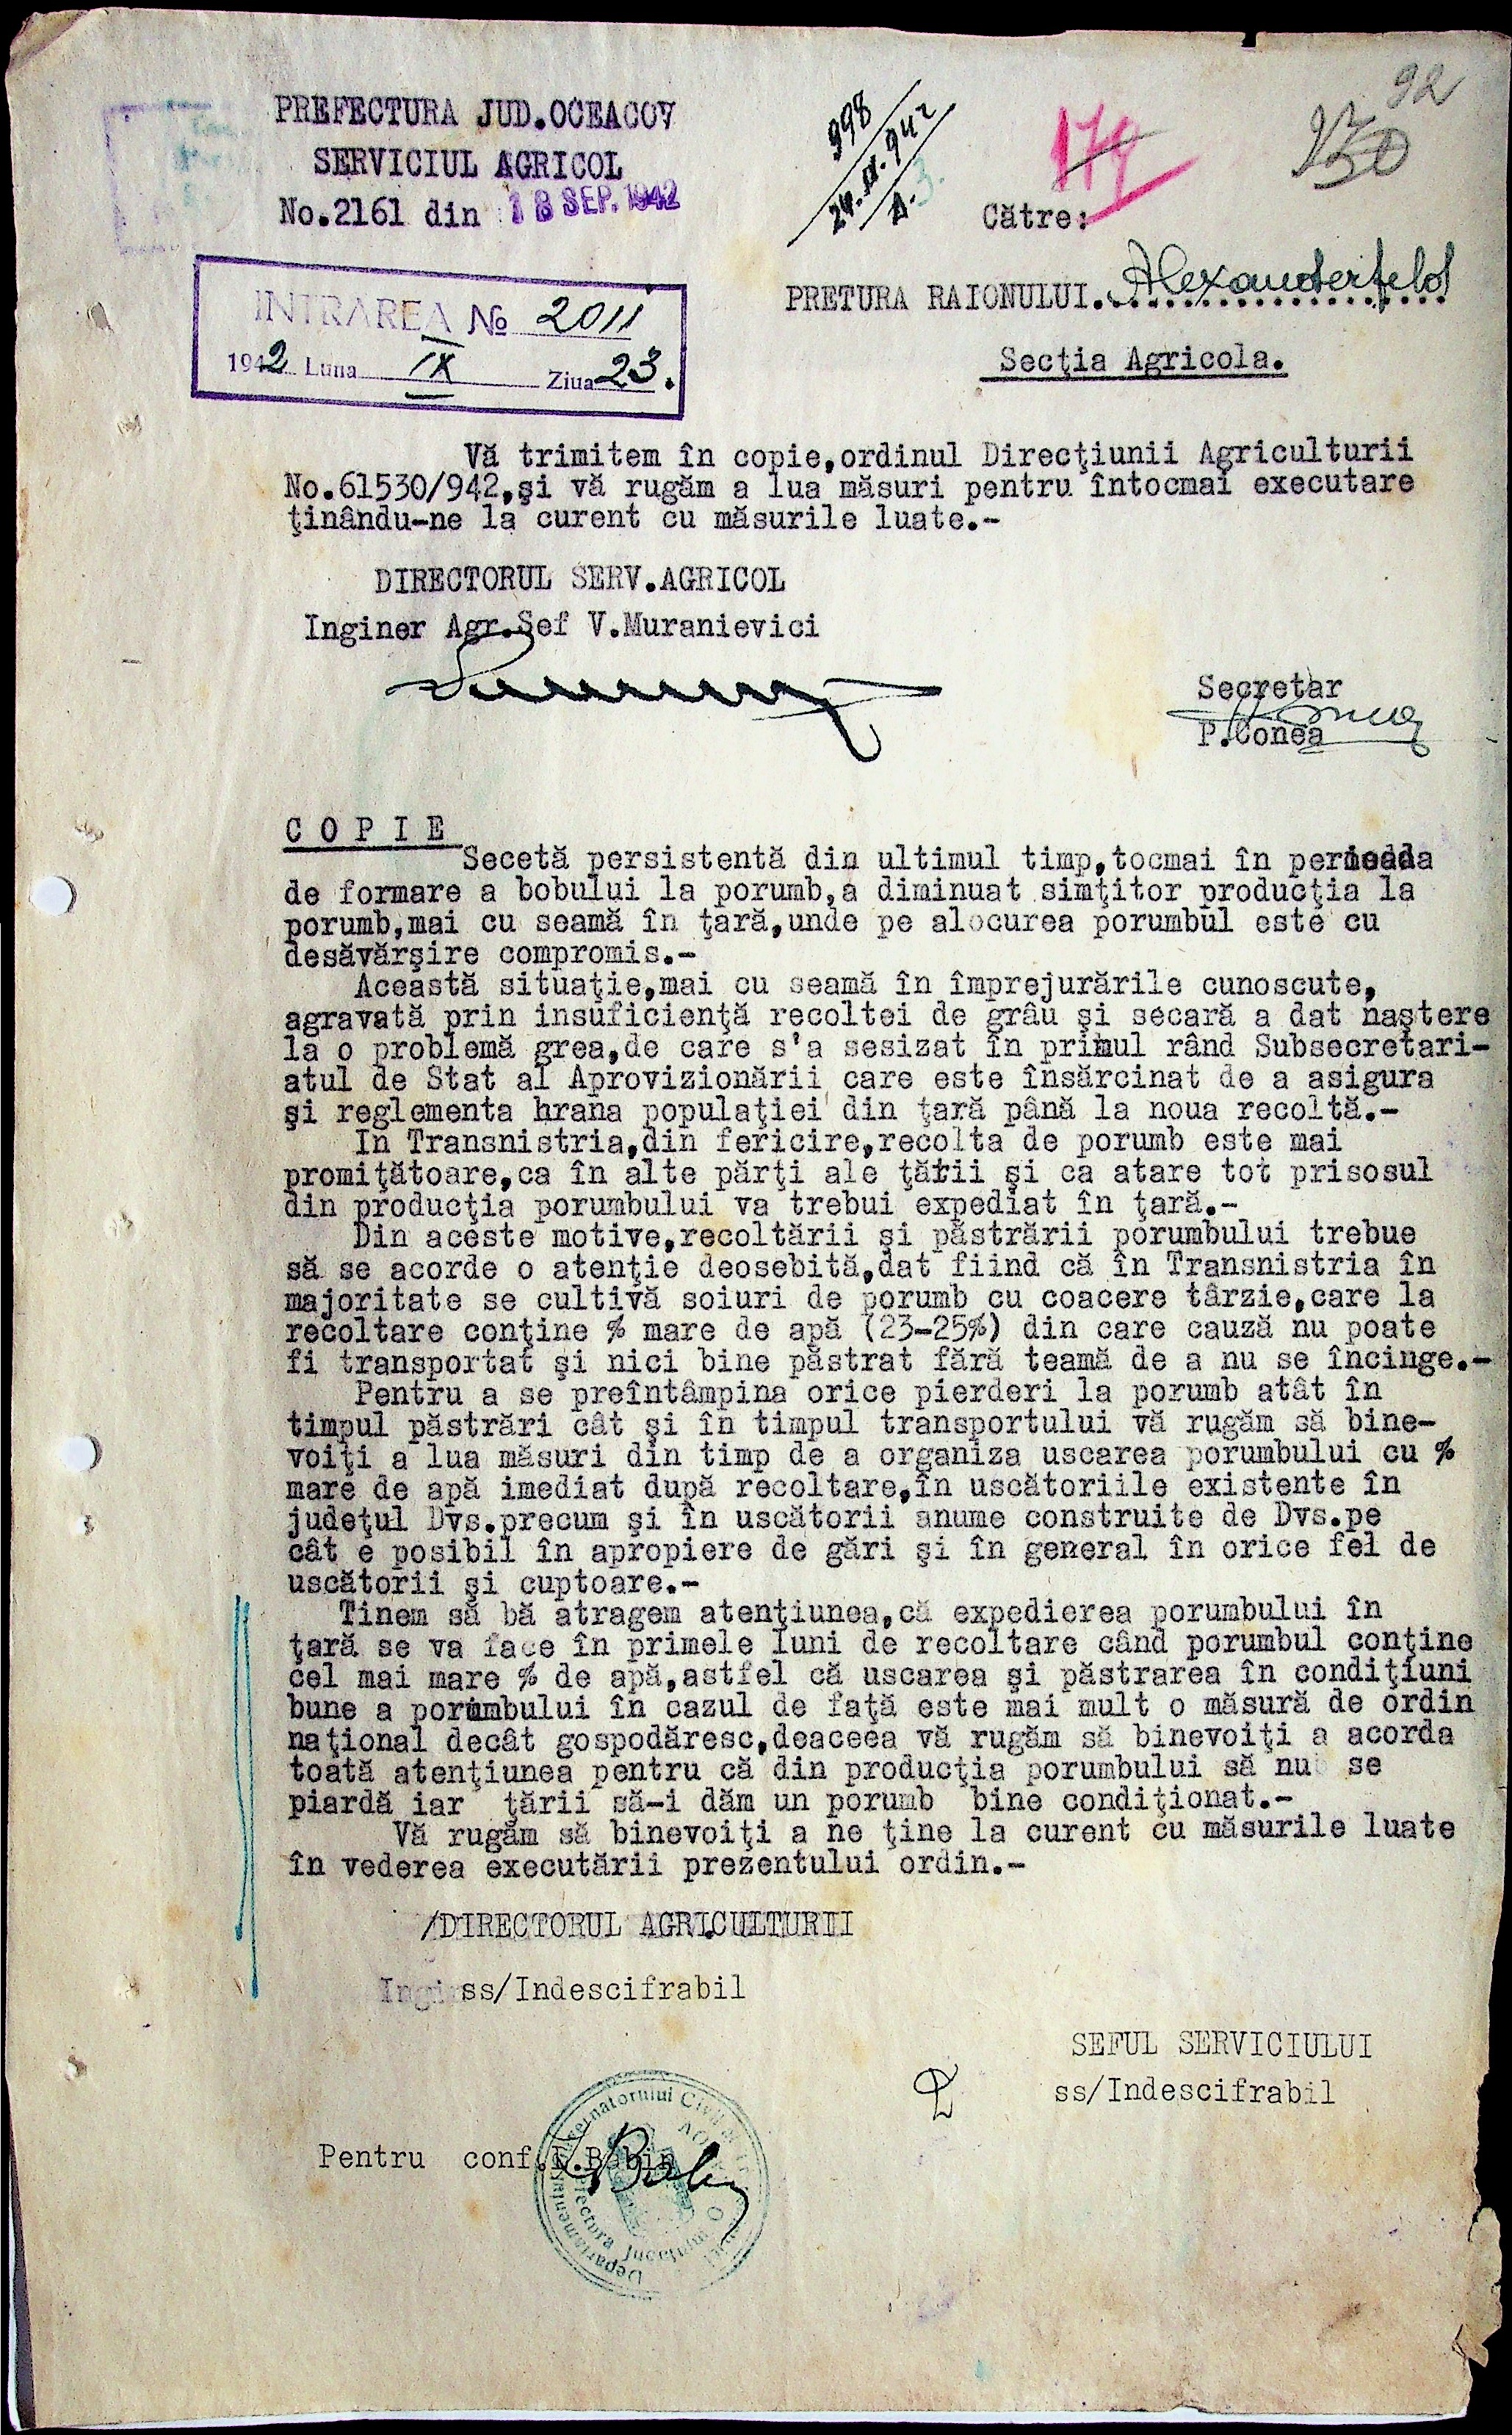 92
PREFECTURA JUD.OCEACOV
SERVICIUL AGRICOL
No.2161 din 18 SEP. 1942
998
24.IX.942
174
Către:
PRETURA RAIONULUI. Alexanderfeld
Secţia Agricola.
INTRAREA № 2011
1942 Luna IX Ziua 23.
Vă trimitem în copie,ordinul Direcţiunii Agriculturii
No.61530/942,şi vă rugăm a lua măsuri pentru întocmai executare
ţinându-ne la curent cu măsurile luate.-
DIRECTORUL SERV.AGRICOL
Inginer Agr.Sef V.Muranievici
Secretar
P.Conea
C O P I E
Secetă persistentă din ultimul timp,tocmai în perioada
de formare a bobului la porumb,a diminuat simţitor producţia la
porumb,mai cu seamă în ţară,unde pe alocurea porumbul este cu
desăvărşire compromis.-
Această situaţie,mai cu seamă în împrejurările cunoscute,
agravată prin insuficienţă recoltei de grâu şi secară a dat naştere
la o problemă grea,de care s'a sesizat în primul rând Subsecretari-
atul de Stat al Aprovizionării care este însărcinat de a asigura
şi reglementa hrana populaţiei din ţară până la noua recoltă.-
In Transnistria,din fericire,recolta de porumb este mai
promiţătoare,ca în alte părţi ale ţării şi ca atare tot prisosul
din producţia porumbului va trebui expediat în ţară.-
Din aceste motive,recoltării şi păstrării porumbului trebue
să se acorde o atenţie deosebită,dat fiind că în Transnistria în
majoritate se cultivă soiuri de porumb cu coacere târzie,care la
recoltare conţine % mare de apă (23-25%) din care cauză nu poate
fi transportat şi nici bine păstrat fără teamă de a nu se încinge.-
Pentru a se preîntâmpina orice pierderi la porumb atât în
timpul păstrări cât şi în timpul transportului vă rugăm să bine-
voiţi a lua măsuri din timp de a organiza uscarea porumbului cu %
mare de apă imediat după recoltare,în uscătoriile existente în
judeţul Dvs.precum şi în uscătorii anume construite de Dvs.pe
cât e posibil în apropiere de gări şi în general în orice fel de
uscătorii şi cuptoare.-
Tinem să bă atragem atenţiunea,că expedierea porumbului în
ţară se va face în primele luni de recoltare când porumbul conţine
cel mai mare % de apă,astfel că uscarea şi păstrarea în condiţiuni
bune a porumbului în cazul de faţă este mai mult o măsură de ordin
naţional decât gospodăresc,deaceea vă rugăm să binevoiţi a acorda
toată atenţiunea pentru că din producţia porumbului să nu se
piardă iar ţării să-i dăm un porumb bine condiţionat.-
Vă rugăm să binevoiţi a ne ţine la curent cu măsurile luate
în vederea executării prezentului ordin.-
/DIRECTORUL AGRICULTURII
ss/Indescifrabil
SEFUL SERVICIULUI
ss/Indescifrabil
Pentru conf.I.Babin